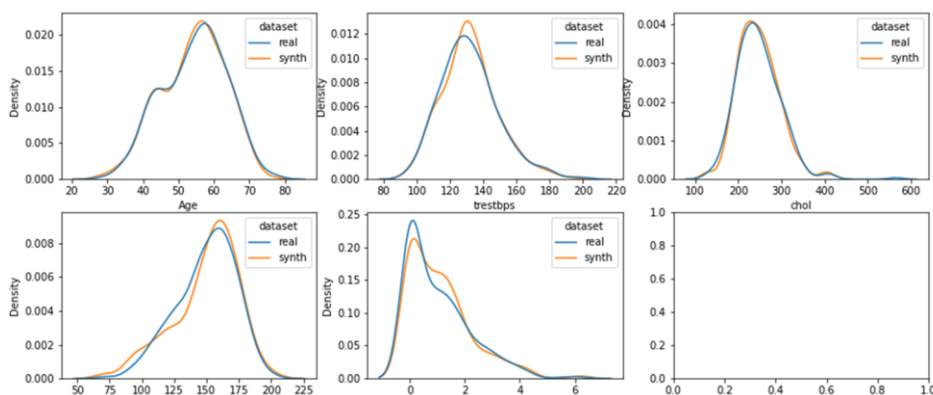 dataset
real
synth
Density
0.020
0.015
0.010
0.005
0.000
20 30 40 50 60 70 80
Age
dataset
real
synth
Density
0.012
0.010
0.008
0.006
0.004
0.002
0.000
80 100 120 140 160 180 200 220
trestbps
dataset
real
synth
Density
0.004
0.003
0.002
0.001
0.000
100 200 300 400 500 600
chol
dataset
real
synth
Density
0.008
0.006
0.004
0.002
0.000
50 75 100 125 150 175 200 225
dataset
real
synth
Density
0.25
0.20
0.15
0.10
0.05
0.00
0 2 4 6
1.0
0.8
0.6
0.4
0.2
0.0
0.0 0.2 0.4 0.6 0.8 1.0